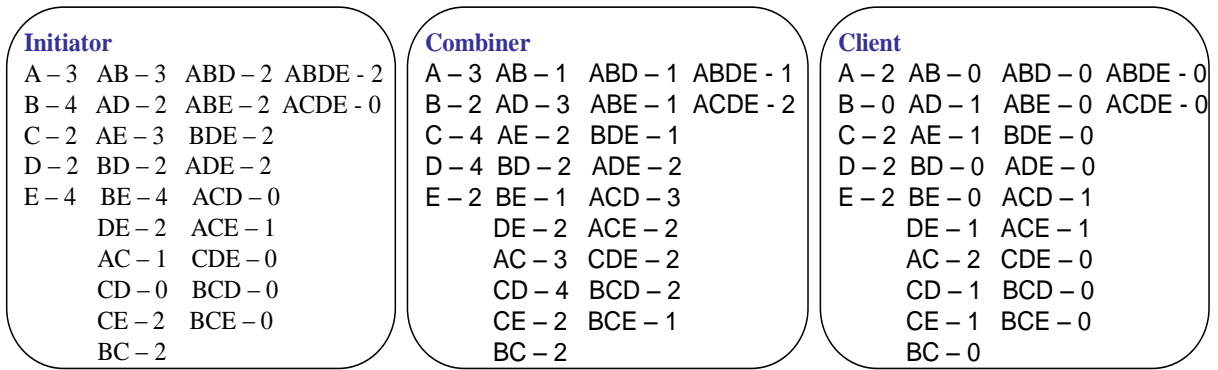 Initiator
A – 3 AB – 3 ABD – 2 ABDE - 2
B – 4 AD – 2 ABE – 2 ACDE - 0
C – 2 AE – 3 BDE – 2
D – 2 BD – 2 ADE – 2
E – 4 BE – 4 ACD – 0
DE – 2 ACE – 1
AC – 1 CDE – 0
CD – 0 BCD – 0
CE – 2 BCE – 0
BC – 2
Combiner
A – 3 AB – 1 ABD – 1 ABDE - 1
B – 2 AD – 3 ABE – 1 ACDE - 2
C – 4 AE – 2 BDE – 1
D – 4 BD – 2 ADE – 2
E – 2 BE – 1 ACD – 3
DE – 2 ACE – 2
AC – 3 CDE – 2
CD – 4 BCD – 2
CE – 2 BCE – 1
BC – 2
Client
A – 2 AB – 0 ABD – 0 ABDE - 0
B – 0 AD – 1 ABE – 0 ACDE - 0
C – 2 AE – 1 BDE – 0
D – 2 BD – 0 ADE – 0
E – 2 BE – 0 ACD – 1
DE – 1 ACE – 1
AC – 2 CDE – 0
CD – 1 BCD – 0
CE – 1 BCE – 0
BC – 0